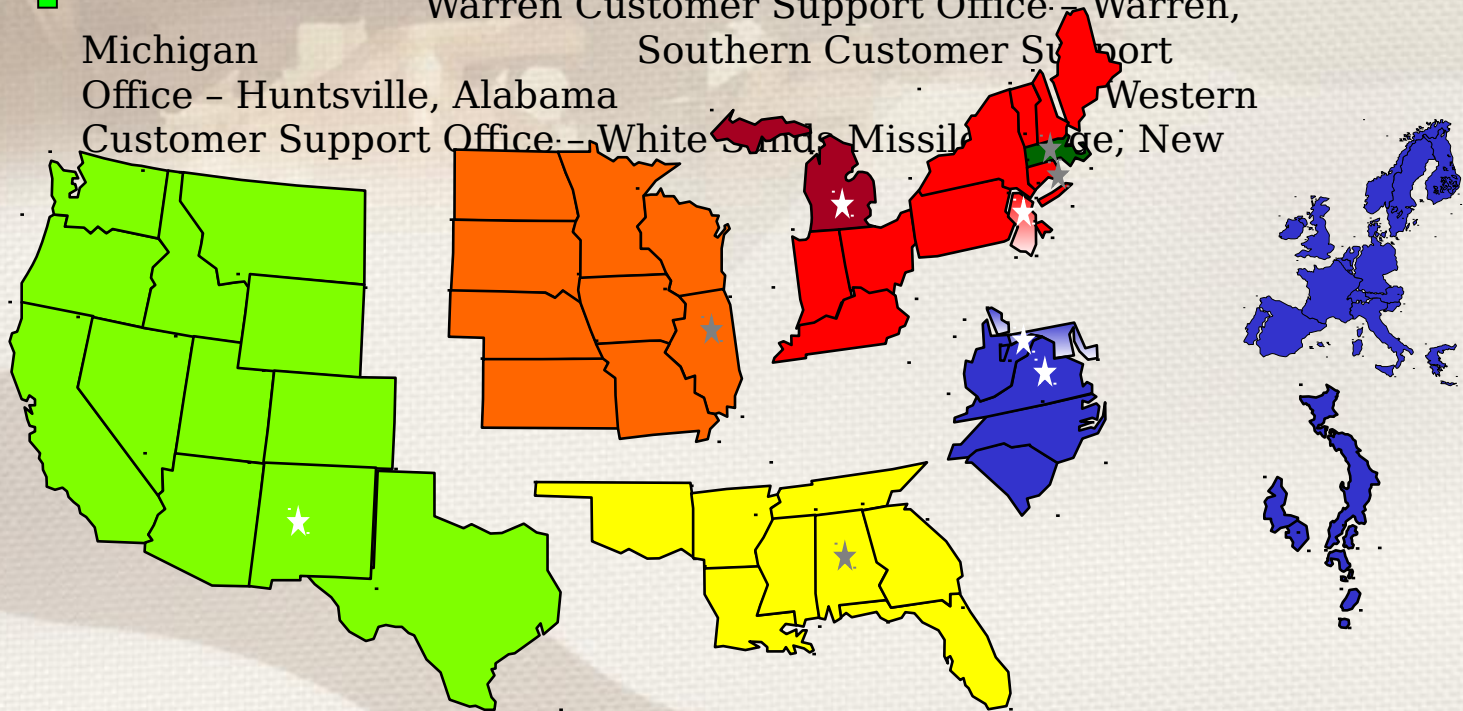 Warren Customer Support Office – Warren,
Michigan Southern Customer Support
Office – Huntsville, Alabama Western
Customer Support Office – White Sands Missile New